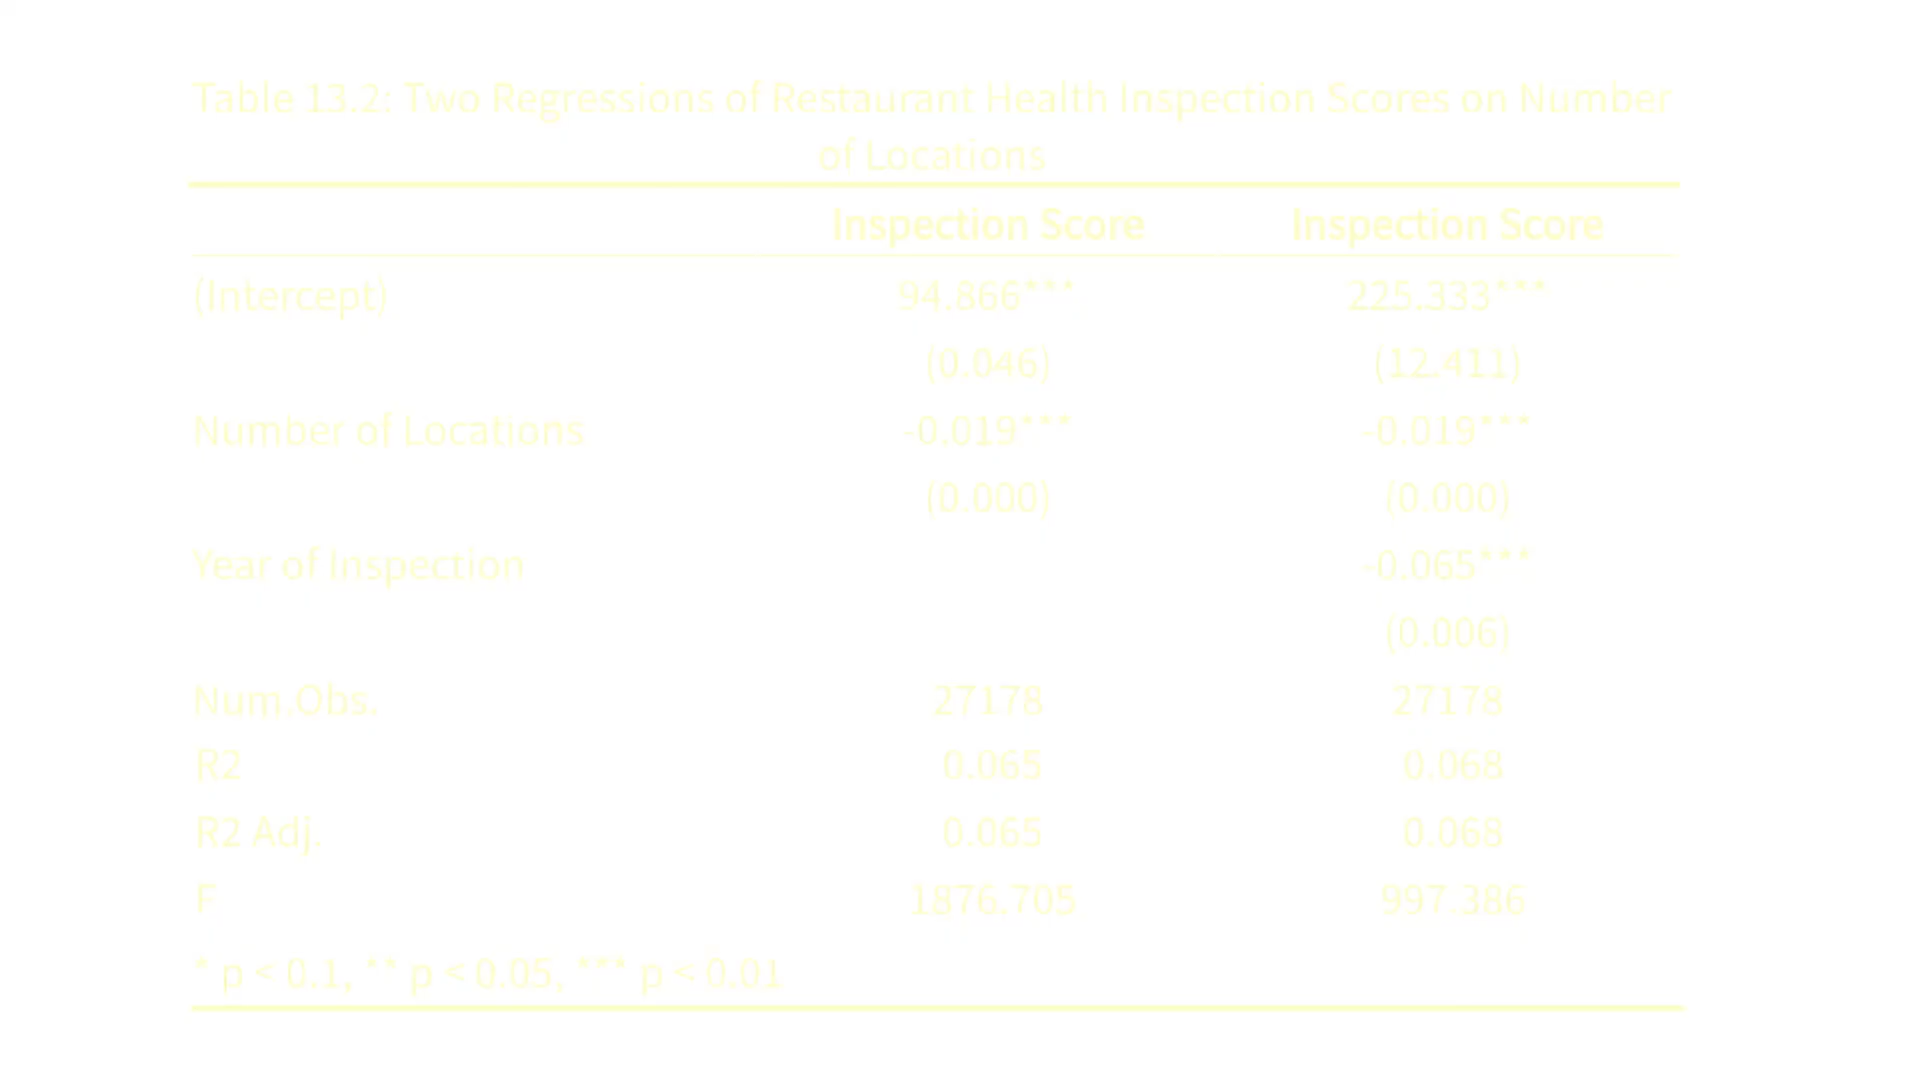 Table 13.2: Two Regressions of Restaurant Health Inspection Scores on Number
of Locations
Inspection Score Inspection Score
(Intercept) 94.866*** 225.333***
(0.046) (12.411)
Number of Locations -0.019*** -0.019***
(0.000) (0.000)
Year of Inspection -0.065***
(0.006)
Num.Obs. 27178 27178
R2 0.065 0.068
R2 Adj. 0.065 0.068
F 1876.705 997.386
* p < 0.1, ** p < 0.05, *** p < 0.01